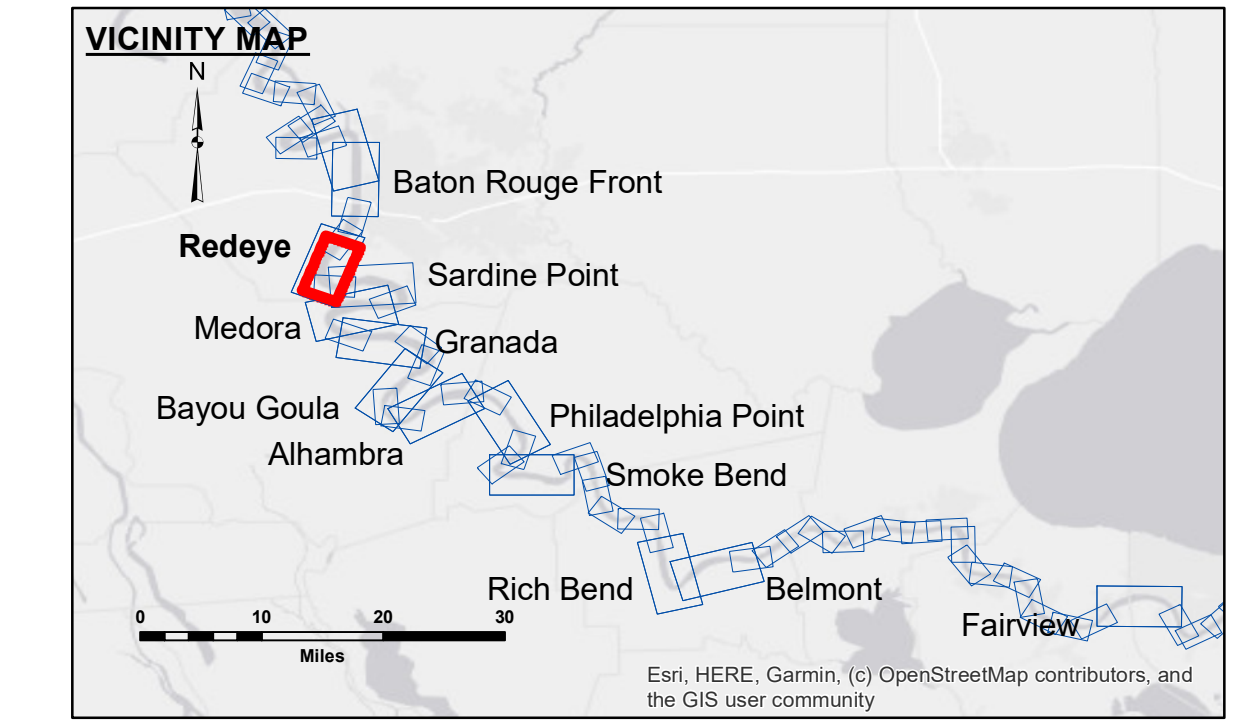 VICINITY MAP
N
Baton Rouge Front
Redeye
Sardine Point
Medora
Granada
Bayou Goula
Philadelphia Point
Alhambra
Smoke Bend
Rich Bend
Belmont
Fairview
0 10 20 30
Miles
Esri, HERE, Garmin, (c) OpenStreetMap contributors, and
the GIS user community